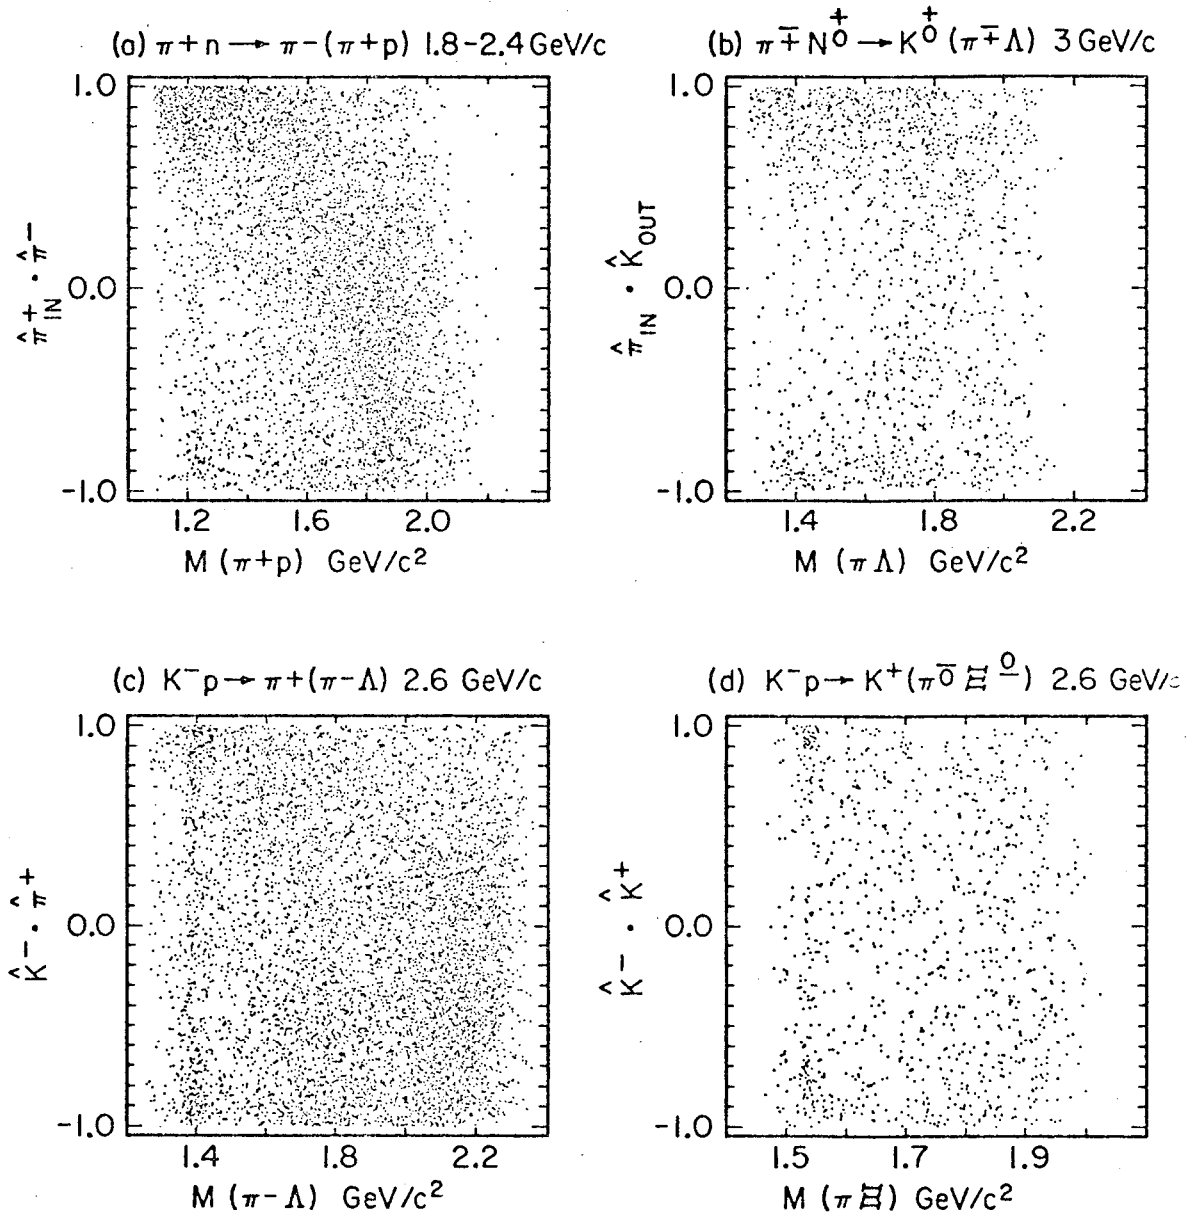 (a) π+n → π−(π+p) 1.8-2.4 GeV/c
1.0
0.0
-1.0
π̂⁺IN · π̂−
1.2 1.6 2.0
M (π+p) GeV/c²
(b) π∓N⁺₀ → K⁺₀ (π∓Λ) 3 GeV/c
1.0
0.0
-1.0
π̂IN · K̂OUT
1.4 1.8 2.2
M (πΛ) GeV/c²
(c) K⁻p → π+(π−Λ) 2.6 GeV/c
1.0
0.0
-1.0
K̂− · π̂+
1.4 1.8 2.2
M (π−Λ) GeV/c²
(d) K⁻p → K⁺(π⁻⁰ Ξ⁰₋) 2.6 GeV/c
1.0
0.0
-1.0
K̂− · K̂+
1.5 1.7 1.9
M (πΞ) GeV/c²